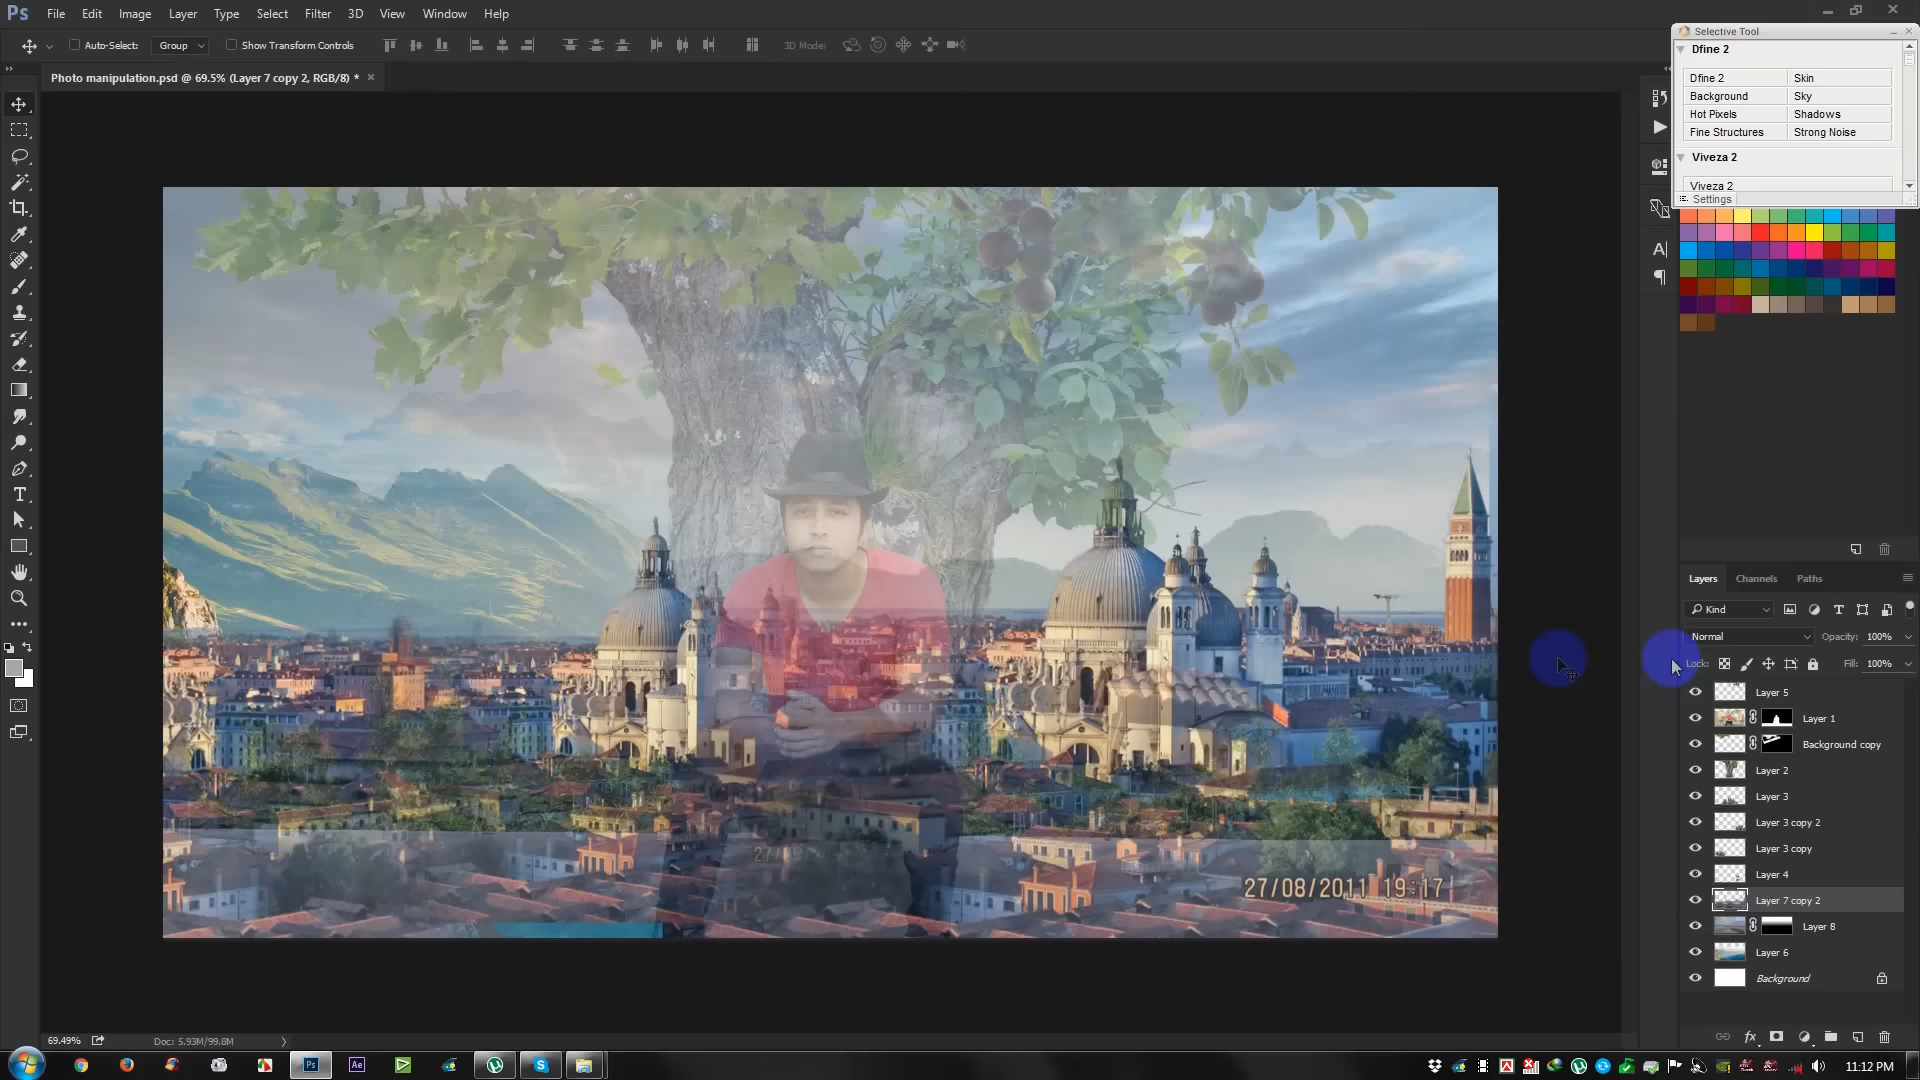 Ps File Edit Image Layer Type Select Filter 3D View Window Help
Auto-Select: Group Show Transform Controls 3D Mode:
Photo manipulation.psd @ 69.5% (Layer 7 copy 2, RGB/8) * ×
Selective Tool
Dfine 2
Dfine 2 Skin
Background Sky
Hot Pixels Shadows
Fine Structures Strong Noise
Viveza 2
Viveza 2
Settings
Layers Channels Paths
Kind
Normal Opacity: 100%
Lock: Fill: 100%
Layer 5
Layer 1
Background copy
Layer 2
Layer 3
Layer 3 copy 2
Layer 3 copy
Layer 4
Layer 7 copy 2
Layer 8
Layer 6
Background
27/08/2011 19:17
69.49% Doc: 5.93M/99.8M
Ps Ae 11:12 PM